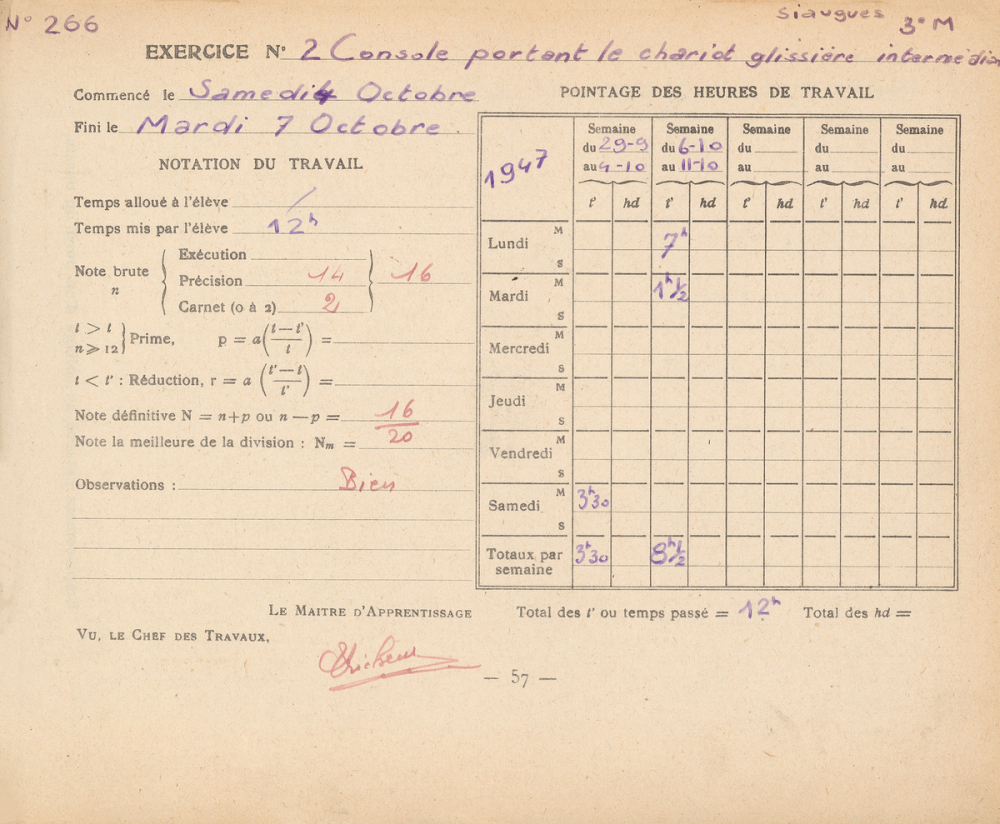 N° 266
Siaugues 3e M
EXERCICE N° 2 Console portant le chariot glissière intermédiai
Commencé le Samedi 4 Octobre
Fini le Mardi 7 Octobre.
NOTATION DU TRAVAIL
Temps alloué à l'élève /
Temps mis par l'élève 12h
Note brute n
Exécution
Précision 14
Carnet (0 à 2) 2
16
t > t
n ⩾ 12
Prime, p = a(t—t'/t) =
t < t' : Réduction, r = a (t'—t/t') =
Note définitive N = n+p ou n—p = 16/20
Note la meilleure de la division : Nm =
Observations : Bien
LE MAITRE D'APPRENTISSAGE
VU, LE CHEF DES TRAVAUX,
POINTAGE DES HEURES DE TRAVAIL
1947
Semaine du 29-9 au 4-10
Semaine du 6-10 au 11-10
Semaine du au
Semaine du au
Semaine du au
t' hd t' hd t' hd t' hd t' hd
Lundi M S 7h
Mardi M S 1h 1/2
Mercredi M S
Jeudi M S
Vendredi M S
Samedi M S 3h30
Totaux par semaine 3h30 8h 1/2
Total des t' ou temps passé = 12h Total des hd =
— 57 —